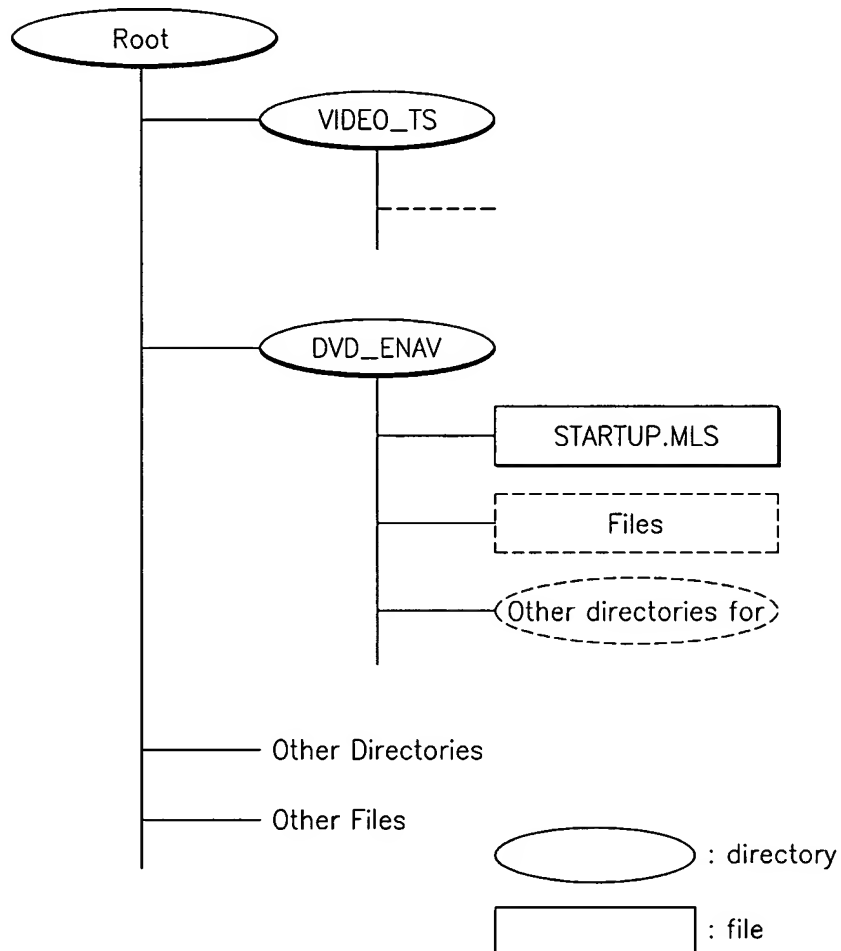 Root
VIDEO_TS
DVD_ENAV
STARTUP.MLS
Files
Other directories for
Other Directories
Other Files
: directory
: file